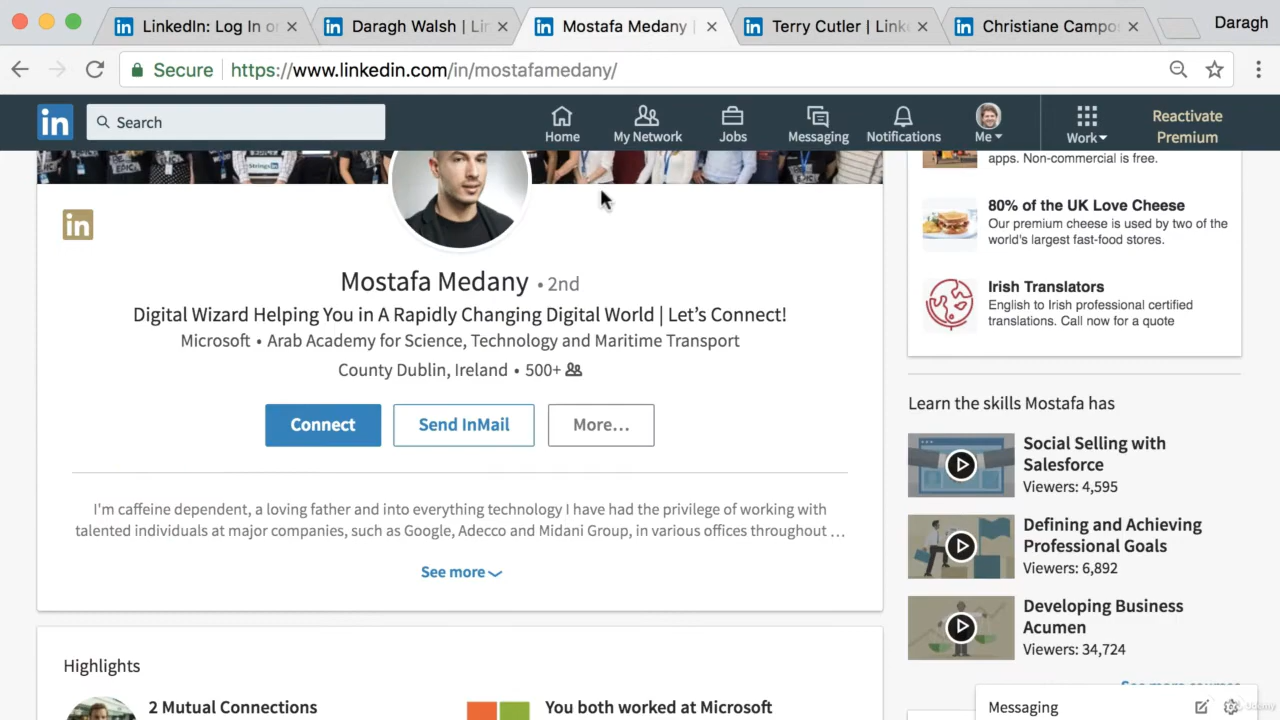 LinkedIn: Log In or
Daragh Walsh | Lin
Mostafa Medany |
Terry Cutler | Linke
Christiane Campo
Daragh
Secure
https://www.linkedin.com/in/mostafamedany/
in
Search
Home
My Network
Jobs
Messaging
Notifications
Me
Work
Reactivate
Premium
in
Mostafa Medany • 2nd
Digital Wizard Helping You in A Rapidly Changing Digital World | Let’s Connect!
Microsoft • Arab Academy for Science, Technology and Maritime Transport
County Dublin, Ireland • 500+
Connect
Send InMail
More…
I'm caffeine dependent, a loving father and into everything technology I have had the privilege of working with
talented individuals at major companies, such as Google, Adecco and Midani Group, in various offices throughout …
See more
Highlights
2 Mutual Connections
You both worked at Microsoft
apps. Non-commercial is free.
80% of the UK Love Cheese
Our premium cheese is used by two of the
world's largest fast-food stores.
Irish Translators
English to Irish professional certified
translations. Call now for a quote
Learn the skills Mostafa has
Social Selling with
Salesforce
Viewers: 4,595
Defining and Achieving
Professional Goals
Viewers: 6,892
Developing Business
Acumen
Viewers: 34,724
See more courses
Messaging
Udemy